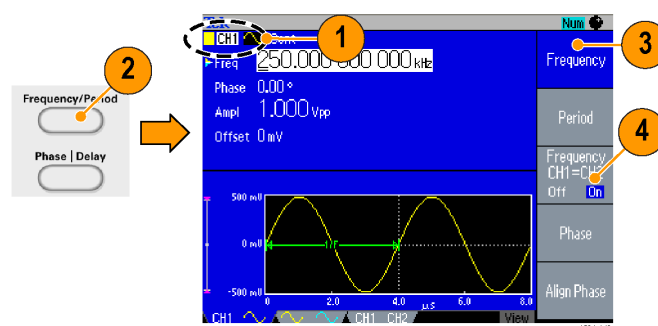 Num
CH1
1
Freq 250.000 000 000 kHz
Phase 0.00 °
Ampl 1.000 Vpp
Offset 0 mV
2
Frequency/Period
Phase | Delay
3
Frequency
Period
4
Frequency
CH1=CH2
Off On
Phase
Align Phase
500 mV
0 mV
-500 mV
1/F
0 2.0 4.0 µs 6.0 8.0
CH1 CH1 CH2 View